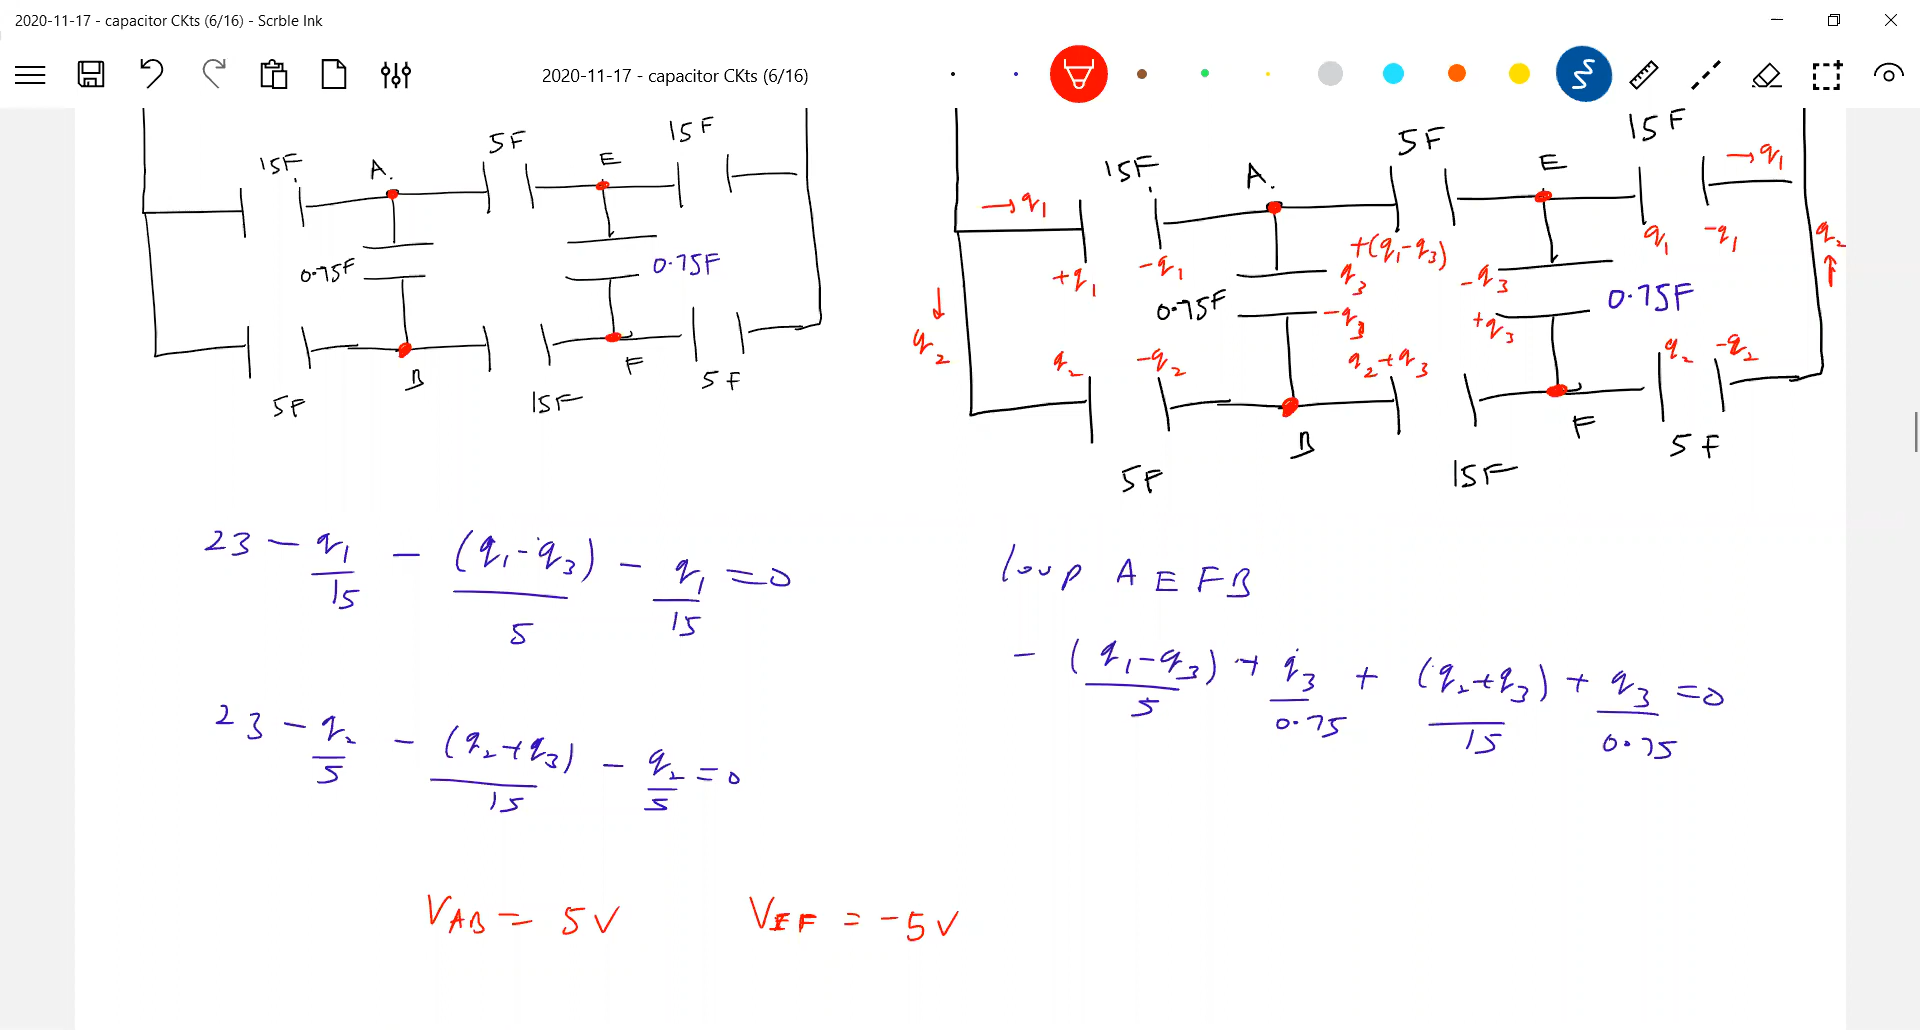 2020-11-17 - capacitor CKts (6/16) - Scrble Ink
2020-11-17 - capacitor CKts (6/16)
15F A. 5F E 15F
0.75F 0.75F
5F B 15F F 5F
15F A. 5F E 15F
→q₁ →q₁
+q₁ -q₁ +(q₁-q₃) q₁ -q₁ q₂ ↑
q₃ -q₃
0.75F -q₃ +q₃ 0.75F
↓ q₂
q₂ -q₂ q₂+q₃ q₂ -q₂
5F B 15F F 5F
23 - q₁/15 - (q₁-q₃)/5 - q₁/15 = 0
loop AEFB
-(q₁-q₃)/5 + q₃/0.75 + (q₂+q₃)/15 + q₃/0.75 = 0
23 - q₂/5 - (q₂+q₃)/15 - q₂/5 = 0
V_AB = 5V V_EF = -5V